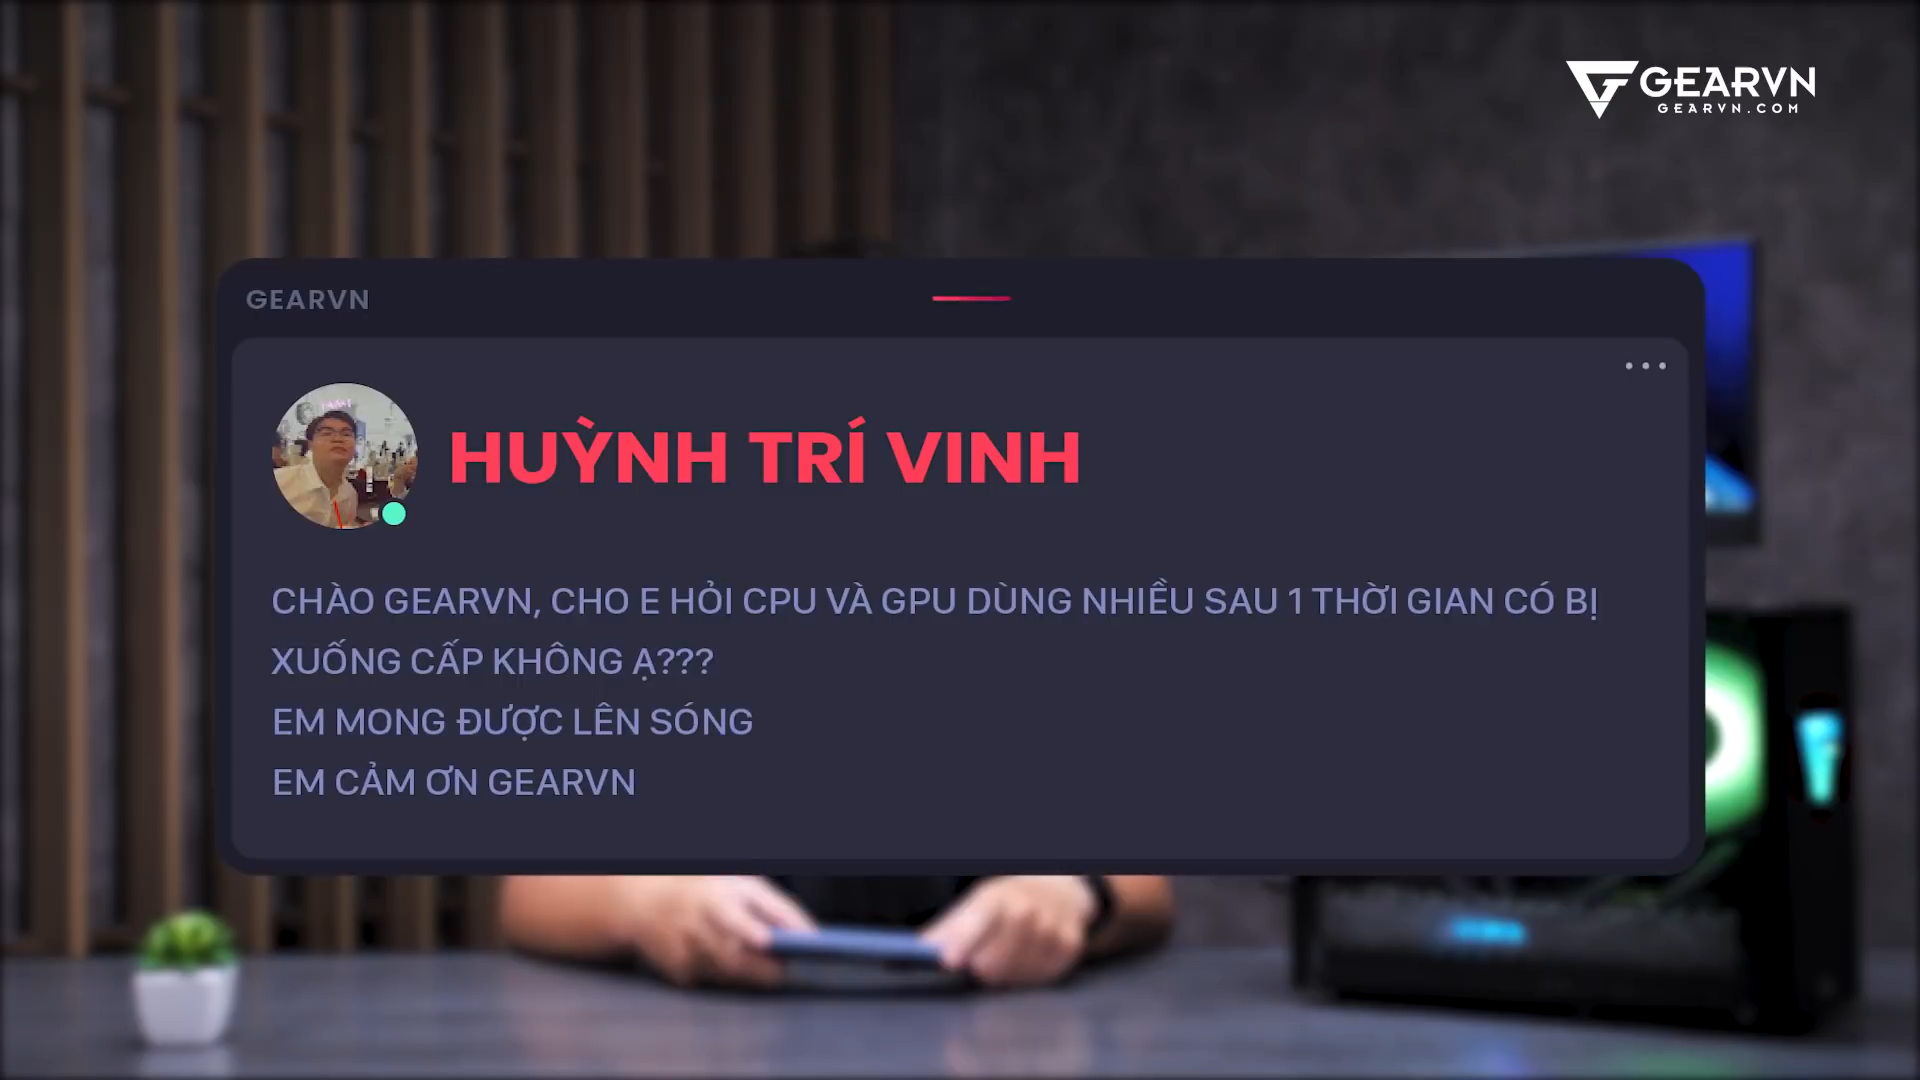 GEARVN
GEARVN.COM
GEARVN
HUỲNH TRÍ VINH
CHÀO GEARVN, CHO E HỎI CPU VÀ GPU DÙNG NHIỀU SAU 1 THỜI GIAN CÓ BỊ
XUỐNG CẤP KHÔNG Ạ???
EM MONG ĐƯỢC LÊN SÓNG
EM CẢM ƠN GEARVN